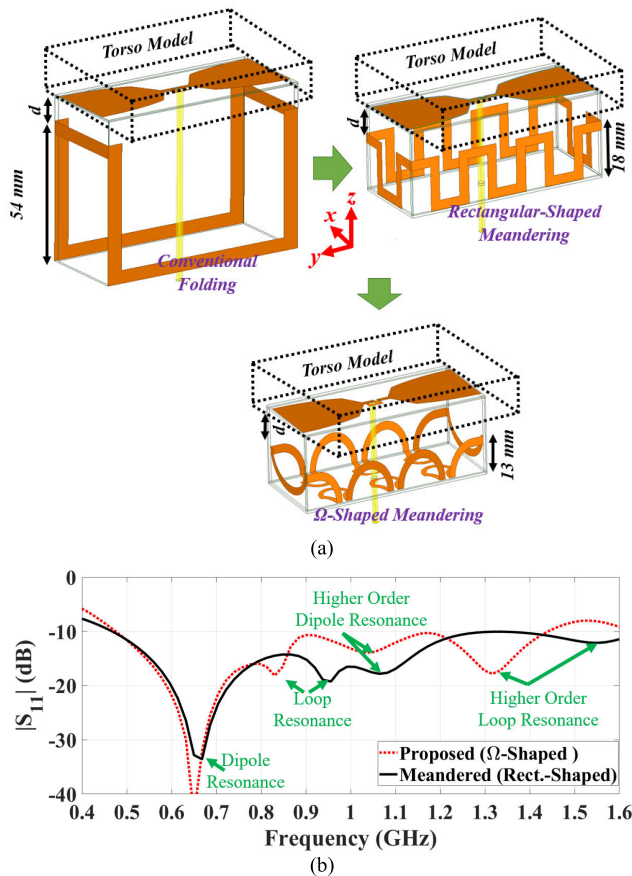 Torso Model
d
54 mm
Conventional
Folding
Torso Model
d
18 mm
Rectangular-Shaped
Meandering
z
x
y
Torso Model
d
13 mm
Ω-Shaped Meandering
(a)
|S11| (dB)
0
-10
-20
-30
-40
Higher Order
Dipole Resonance
Loop
Resonance
Dipole
Resonance
Higher Order
Loop Resonance
Proposed (Ω-Shaped )
Meandered (Rect.-Shaped)
0.4 0.5 0.6 0.7 0.8 0.9 1 1.1 1.2 1.3 1.4 1.5 1.6
Frequency (GHz)
(b)